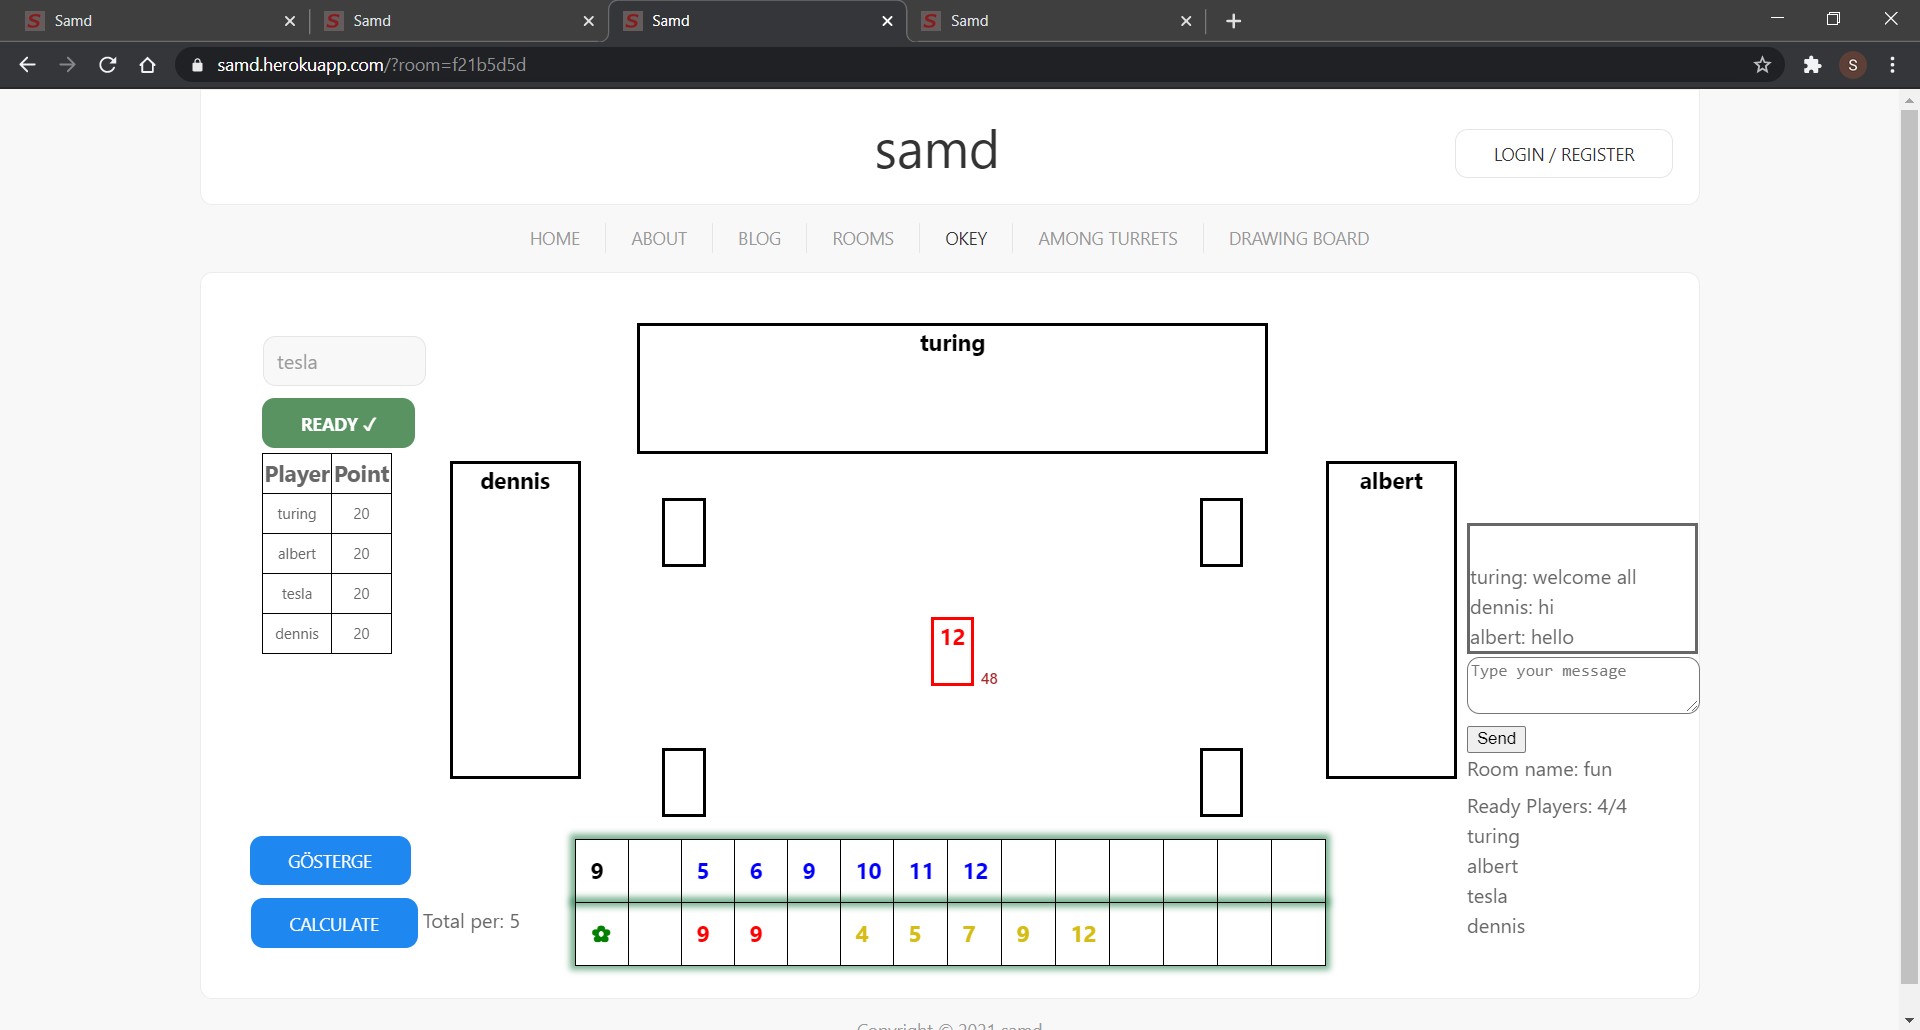 Samd
Samd
Samd
Samd
samd.herokuapp.com/?room=f21b5d5d
S
samd
LOGIN / REGISTER
HOME
ABOUT
BLOG
ROOMS
OKEY
AMONG TURRETS
DRAWING BOARD
tesla
READY ✓
Player Point
turing 20
albert 20
tesla 20
dennis 20
turing
dennis
albert
12
48
turing: welcome all
dennis: hi
albert: hello
Type your message
Send
Room name: fun
Ready Players: 4/4
turing
albert
tesla
dennis
GÖSTERGE
CALCULATE
Total per: 5
9 5 6 9 10 11 12
✿ 9 9 4 5 7 9 12
Copyright © 2021 samd